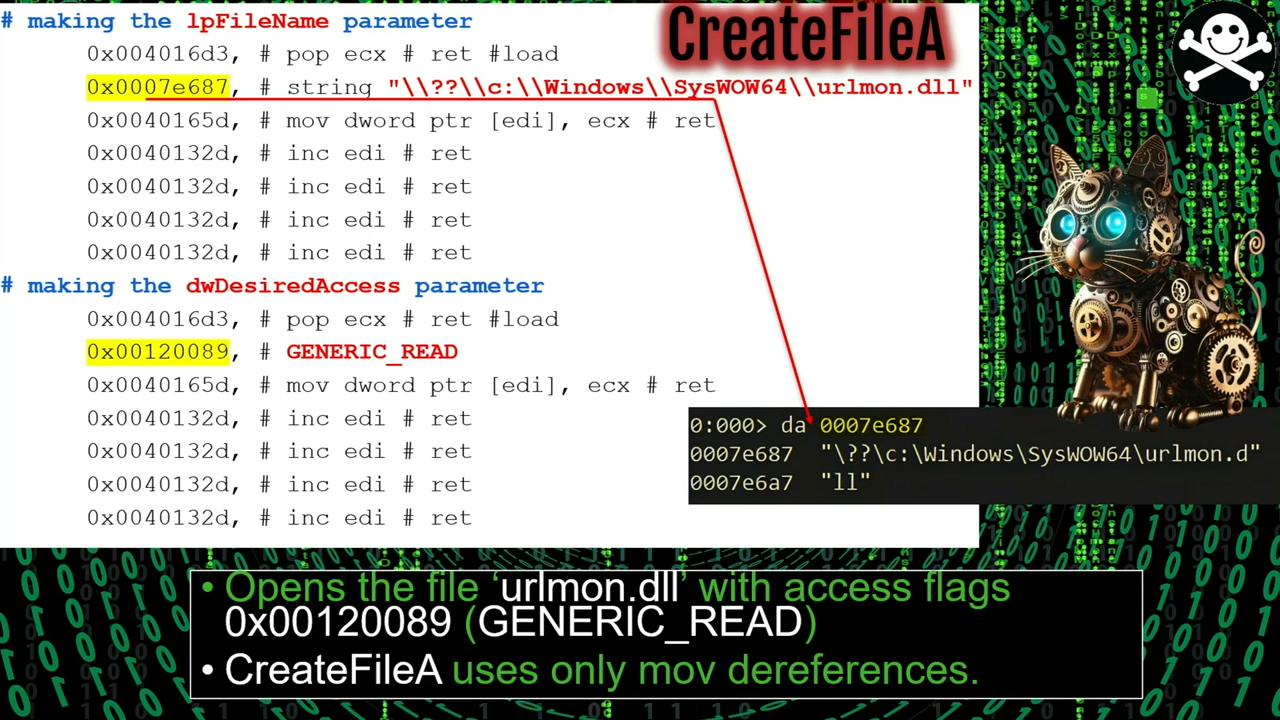 CreateFileA
# making the lpFileName parameter
0x004016d3, # pop ecx # ret #load
0x0007e687, # string "\\??\\c:\\Windows\\SysWOW64\\urlmon.dll"
0x0040165d, # mov dword ptr [edi], ecx # ret
0x0040132d, # inc edi # ret
0x0040132d, # inc edi # ret
0x0040132d, # inc edi # ret
0x0040132d, # inc edi # ret
# making the dwDesiredAccess parameter
0x004016d3, # pop ecx # ret #load
0x00120089, # GENERIC_READ
0x0040165d, # mov dword ptr [edi], ecx # ret
0x0040132d, # inc edi # ret
0x0040132d, # inc edi # ret
0x0040132d, # inc edi # ret
0x0040132d, # inc edi # ret
0:000> da 0007e687
0007e687 "\??\c:\Windows\SysWOW64\urlmon.d"
0007e6a7 "ll"
• Opens the file ‘urlmon.dll’ with access flags
0x00120089 (GENERIC_READ)
• CreateFileA uses only mov dereferences.